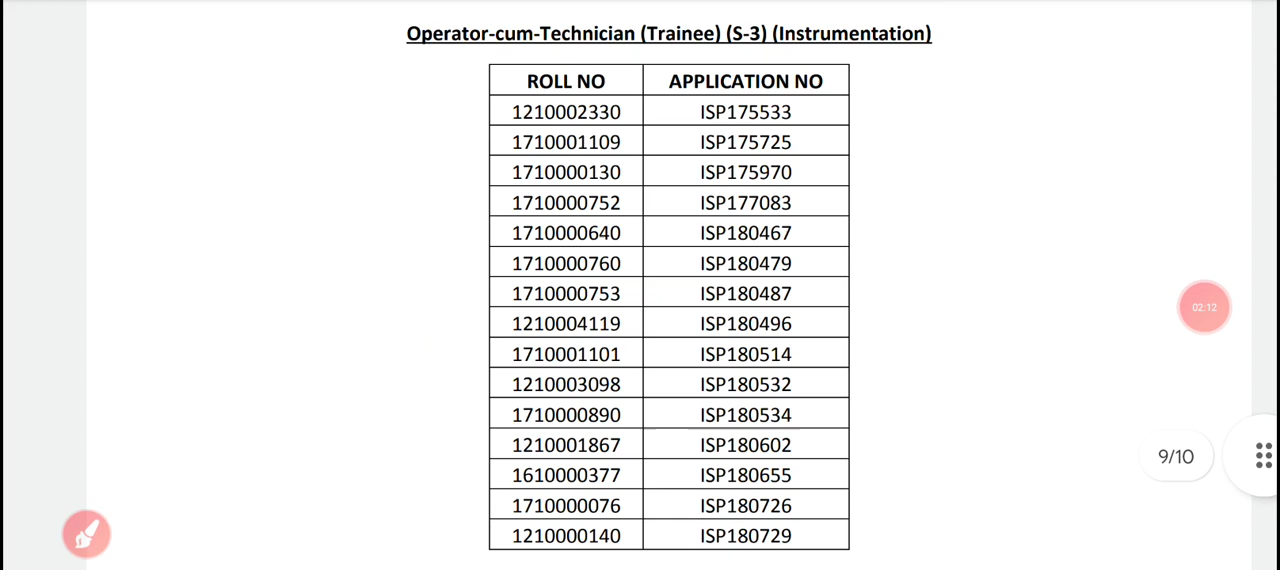 Operator-cum-Technician (Trainee) (S-3) (Instrumentation)
ROLL NO APPLICATION NO
1210002330 ISP175533
1710001109 ISP175725
1710000130 ISP175970
1710000752 ISP177083
1710000640 ISP180467
1710000760 ISP180479
1710000753 ISP180487
1210004119 ISP180496
1710001101 ISP180514
1210003098 ISP180532
1710000890 ISP180534
1210001867 ISP180602
1610000377 ISP180655
1710000076 ISP180726
1210000140 ISP180729
02:12
9/10